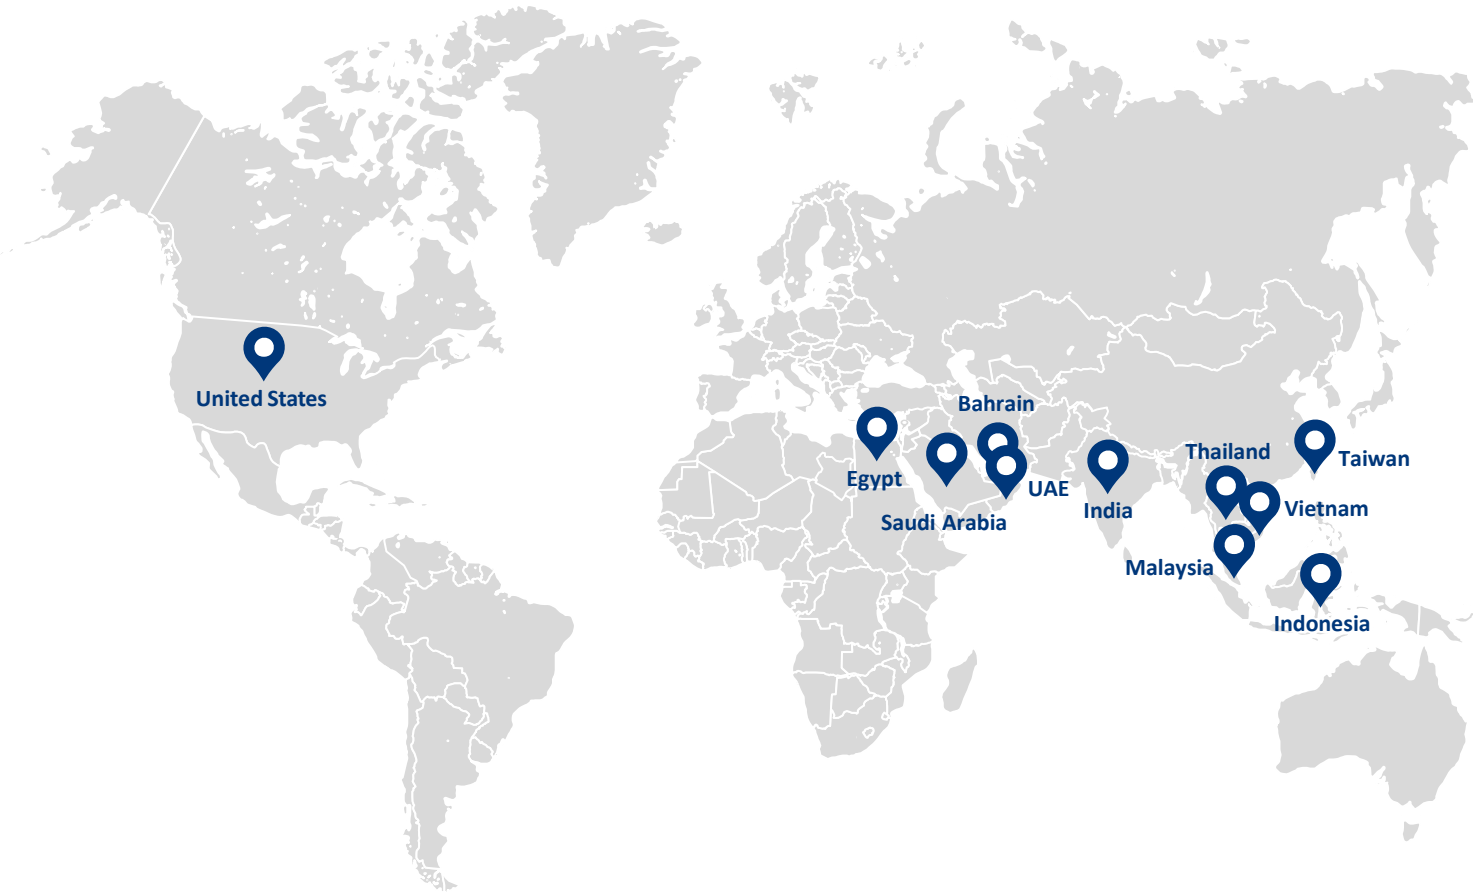 United States
Bahrain
Thailand
Taiwan
Egypt
UAE
India
Vietnam
Saudi Arabia
Malaysia
Indonesia